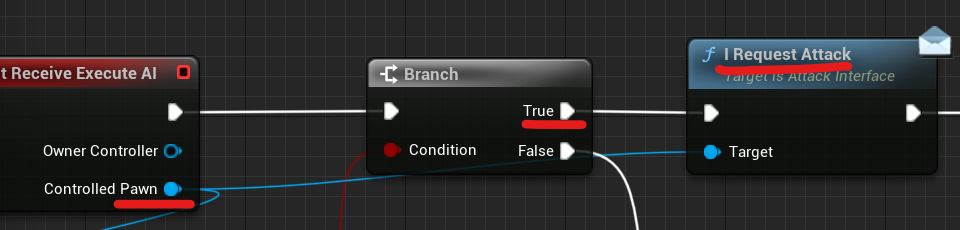 t Receive Execute AI
Owner Controller
Controlled Pawn
Branch
True
Condition
False
f I Request Attack
Target is Attack Interface
Target